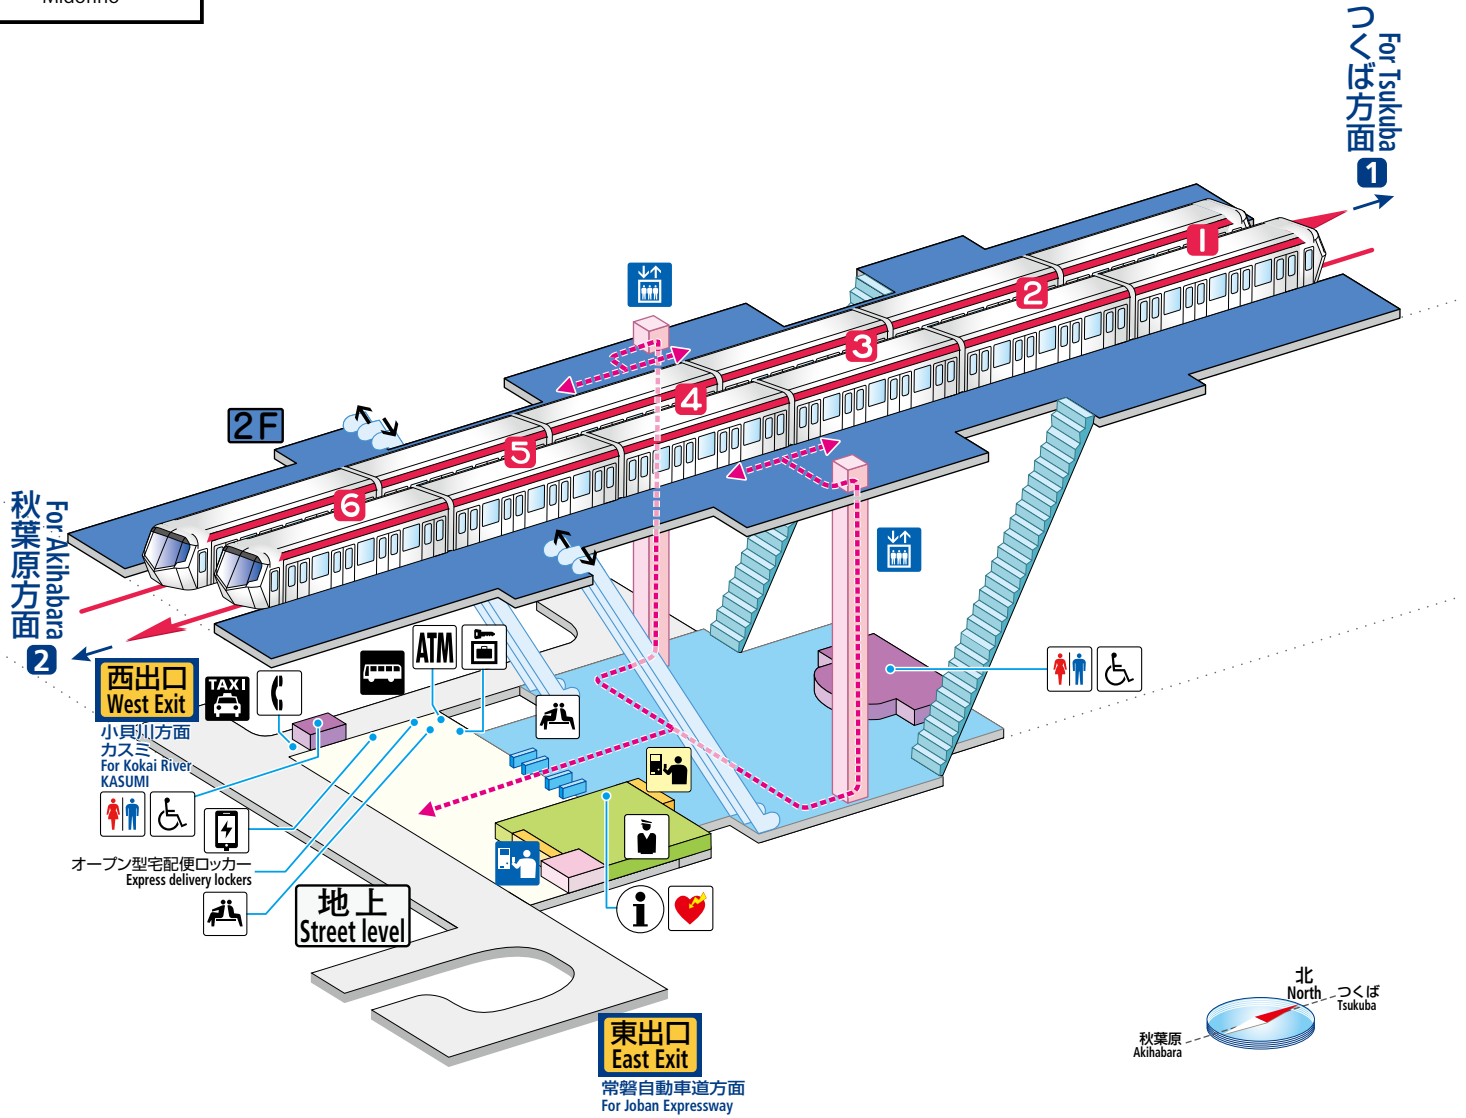 Midorino
つくば方面
For Tsukuba
1
1
2
3
4
5
6
2F
秋葉原方面
For Akihabara
2
西出口
West Exit
小貝川方面
カスミ
For Kokai River
KASUMI
TAXI
ATM
オープン型宅配便ロッカー
Express delivery lockers
地上
Street level
i
東出口
East Exit
常磐自動車道方面
For Joban Expressway
北
North
つくば
Tsukuba
秋葉原
Akihabara